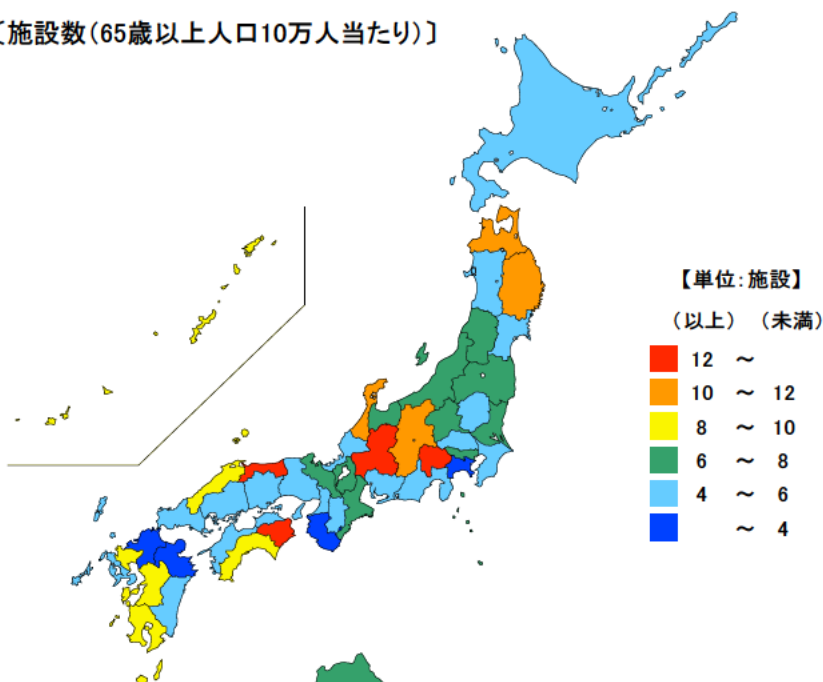 〔施設数(65歳以上人口10万人当たり)〕
【単位:施設】
(以上) (未満)
12 ～
10 ～ 12
8 ～ 10
6 ～ 8
4 ～ 6
～ 4